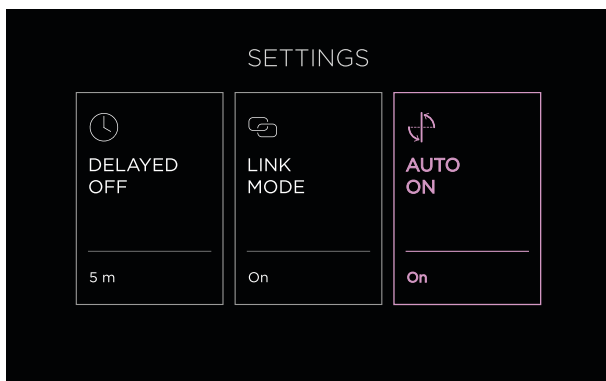 SETTINGS
DELAYED
OFF
5 m
LINK
MODE
On
AUTO
ON
On